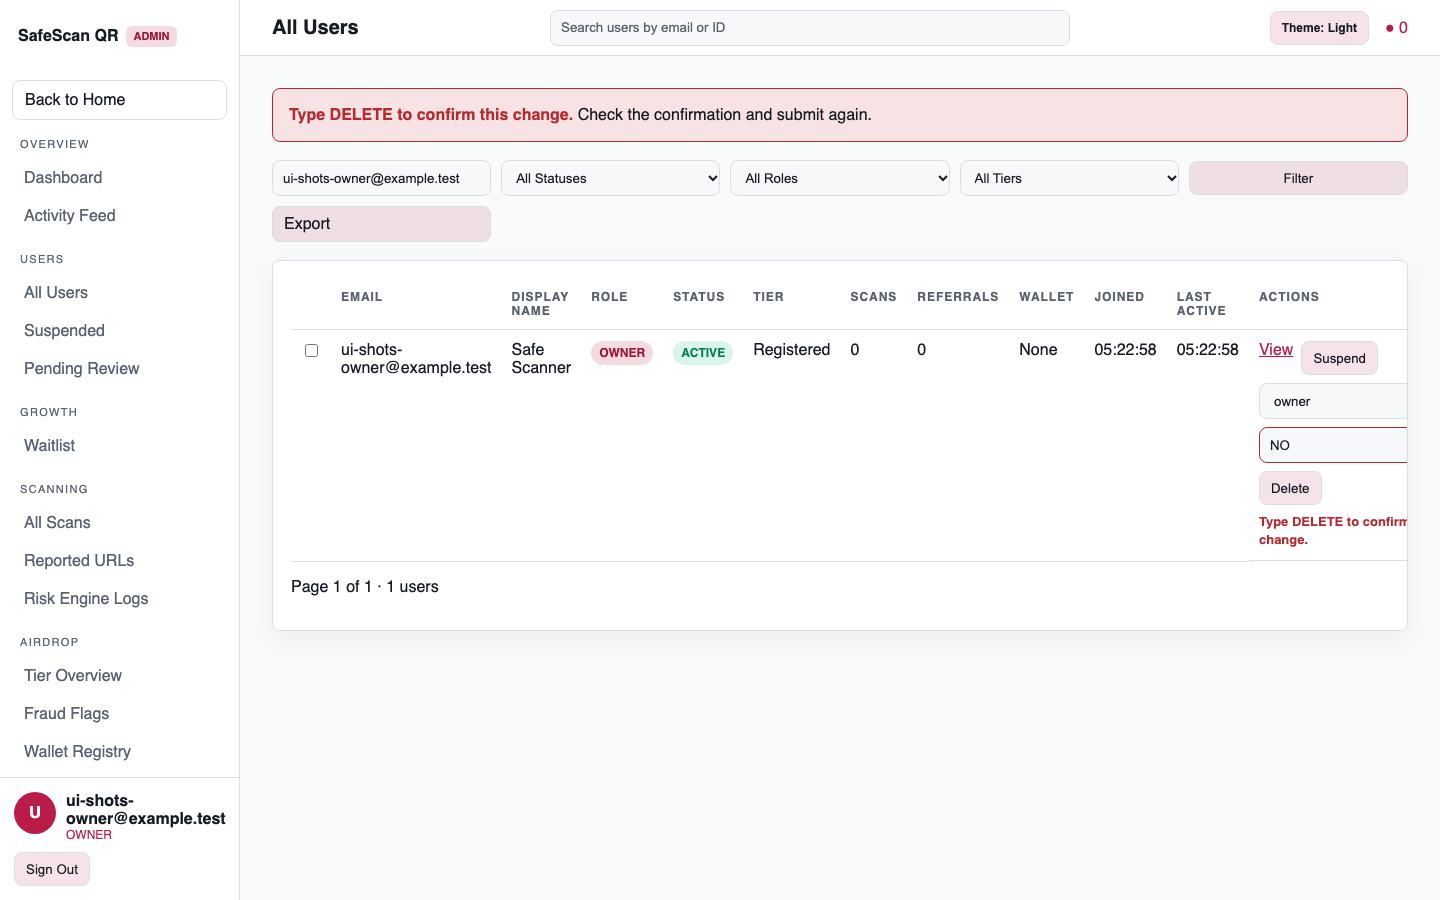 SafeScan QR ADMIN
Back to Home
OVERVIEW
Dashboard
Activity Feed
USERS
All Users
Suspended
Pending Review
GROWTH
Waitlist
SCANNING
All Scans
Reported URLs
Risk Engine Logs
AIRDROP
Tier Overview
Fraud Flags
Wallet Registry
U
ui-shots-
owner@example.test
OWNER
Sign Out
All Users
Search users by email or ID
Theme: Light
0
Type DELETE to confirm this change. Check the confirmation and submit again.
ui-shots-owner@example.test All Statuses All Roles All Tiers Filter
Export
EMAIL DISPLAY NAME ROLE STATUS TIER SCANS REFERRALS WALLET JOINED LAST ACTIVE ACTIONS
ui-shots-
owner@example.test
Safe
Scanner
OWNER ACTIVE Registered 0 0 None 05:22:58 05:22:58 View Suspend
owner
NO
Delete
Type DELETE to confirm
change.
Page 1 of 1 · 1 users